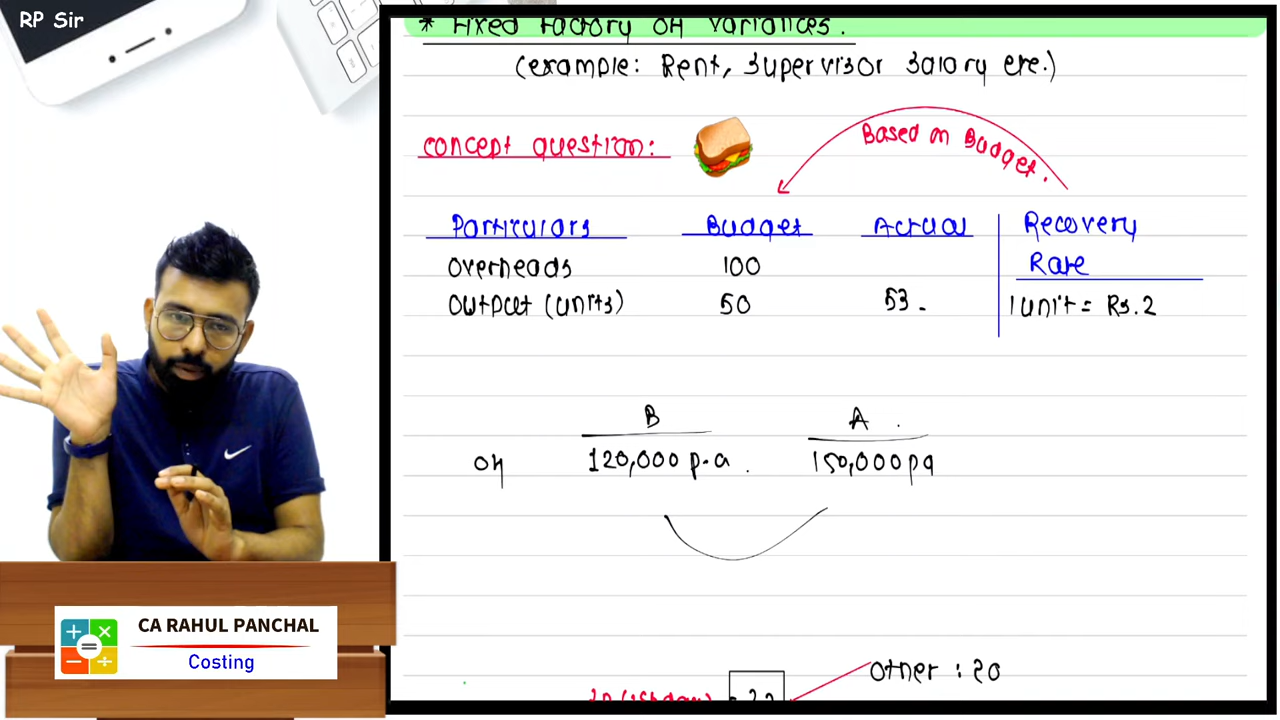 RP Sir
* Fixed Factory OH Variances.
(example: Rent, Supervisor Salary etc.)
concept question:
Based on Budget.
Particulars Budget Actual Recovery
Overheads 100 Rate
Output (units) 50 53. 1 unit = Rs. 2
B A
OH 120,000 p.a. 150,000 pa
CA RAHUL PANCHAL
Costing
Other : 20